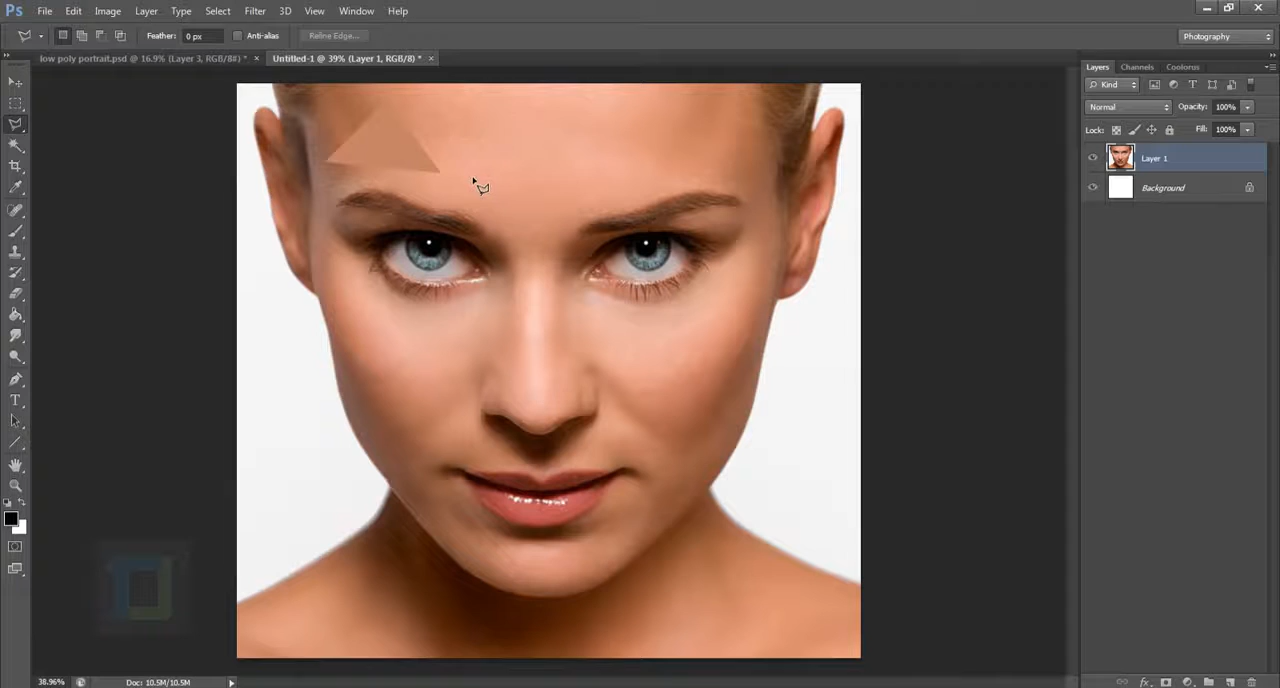 Ps File Edit Image Layer Type Select Filter 3D View Window Help
Feather: 0 px Anti-alias Refine Edge... Photography
low poly portrait.psd @ 16.9% (Layer 3, RGB/8#) * × Untitled-1 @ 39% (Layer 1, RGB/8) * ×
Layers Channels Coolorus
Kind T
Normal Opacity: 100%
Lock: Fill: 100%
Layer 1
Background
T
38.96% Doc: 10.5M/10.5M
fx